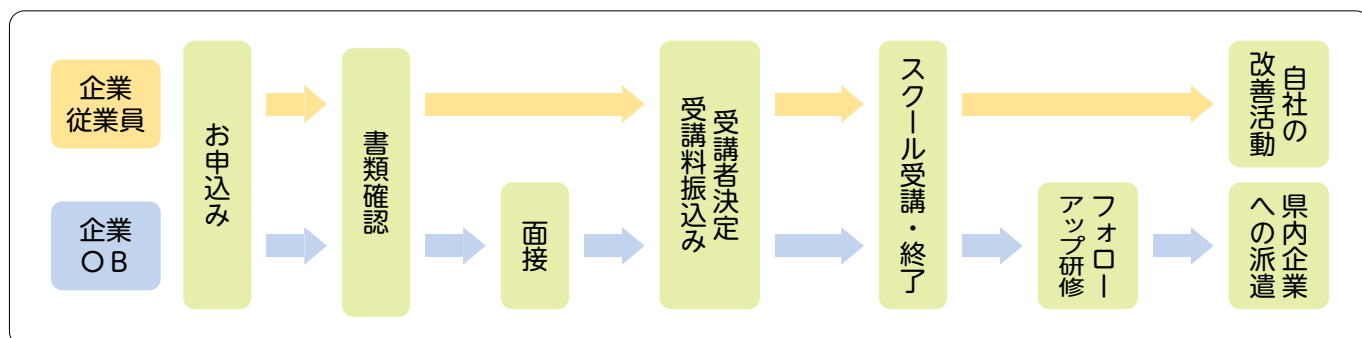 企業
従業員
企業
ＯＢ
お申込み
書類確認
面接
受講者決定
受講料振込み
スクール受講・終了
フォロー
アップ研修
自社の
改善活動
県内企業
への派遣